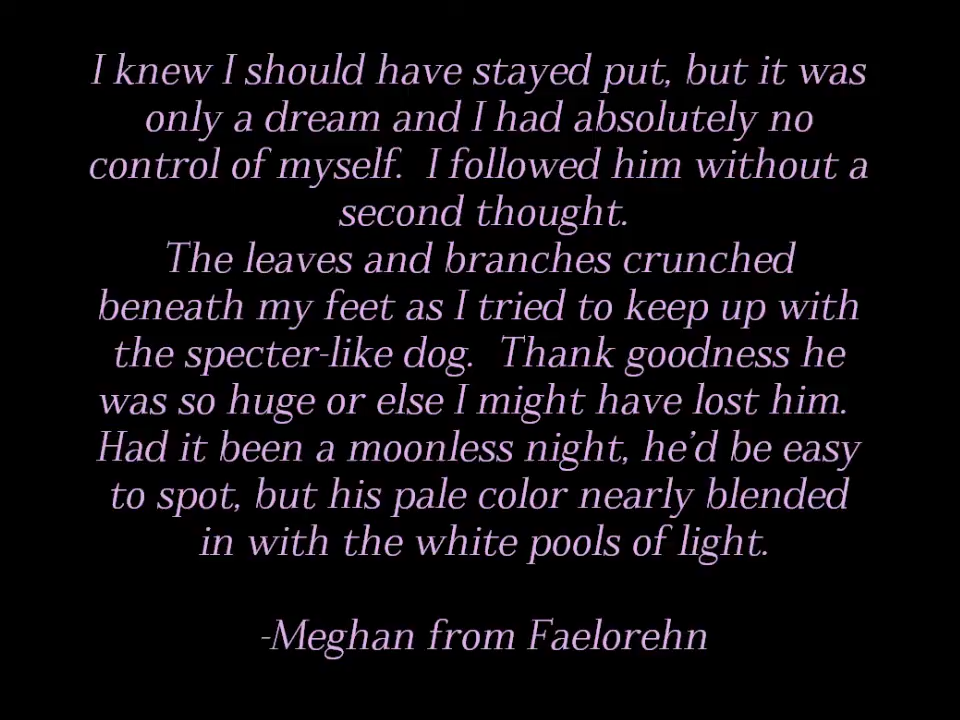 I knew I should have stayed put, but it was
only a dream and I had absolutely no
control of myself.  I followed him without a
second thought.
The leaves and branches crunched
beneath my feet as I tried to keep up with
the specter-like dog.  Thank goodness he
was so huge or else I might have lost him.
Had it been a moonless night, he’d be easy
to spot, but his pale color nearly blended
in with the white pools of light.
-Meghan from Faelorehn